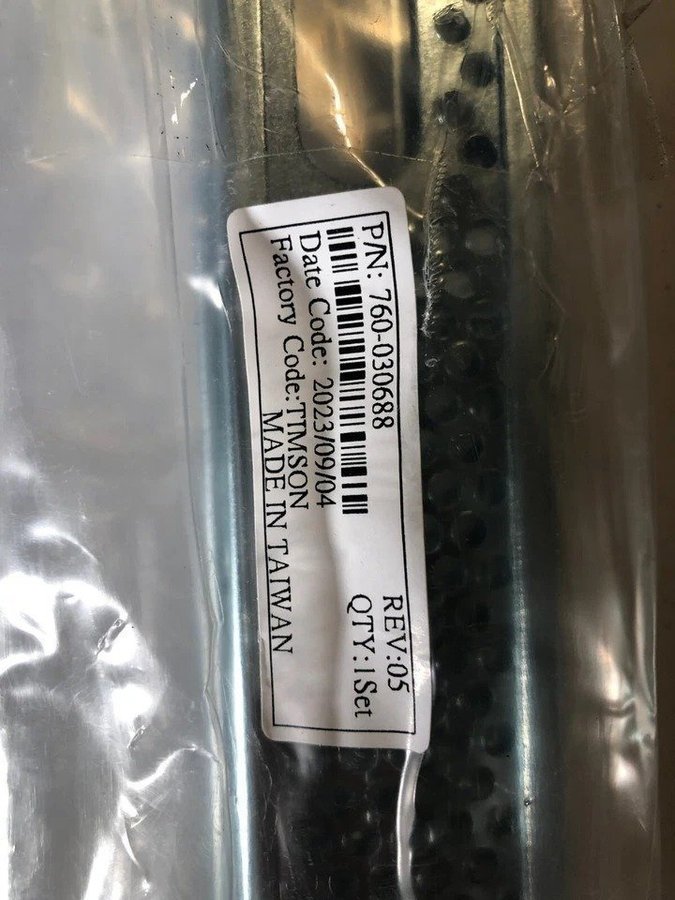 P/N: 760-030688 REV:05
QTY:1Set
Date Code: 2023/09/04
Factory Code:TIMSON
MADE IN TAIWAN